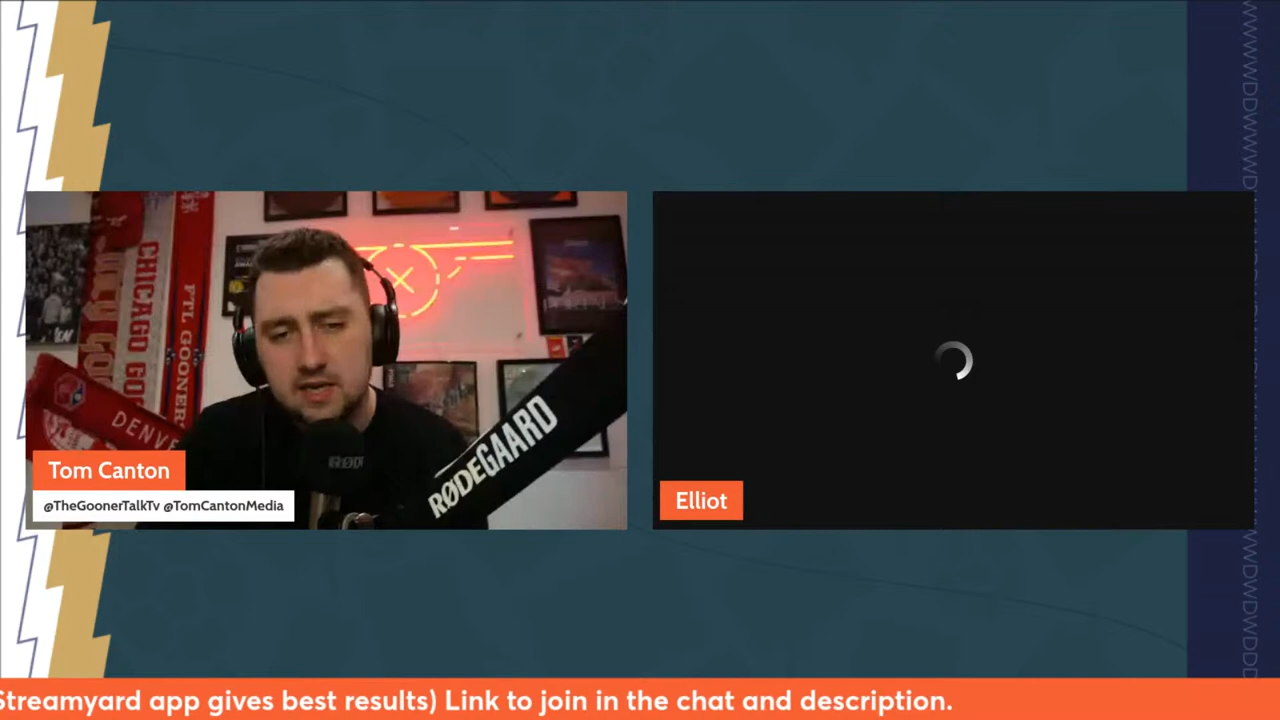 CHICAGO GO
FTL GOONER
DENVE
RØDEGAARD
RØDE
Tom Canton
@TheGoonerTalkTv @TomCantonMedia
Elliot
Streamyard app gives best results) Link to join in the chat and description.